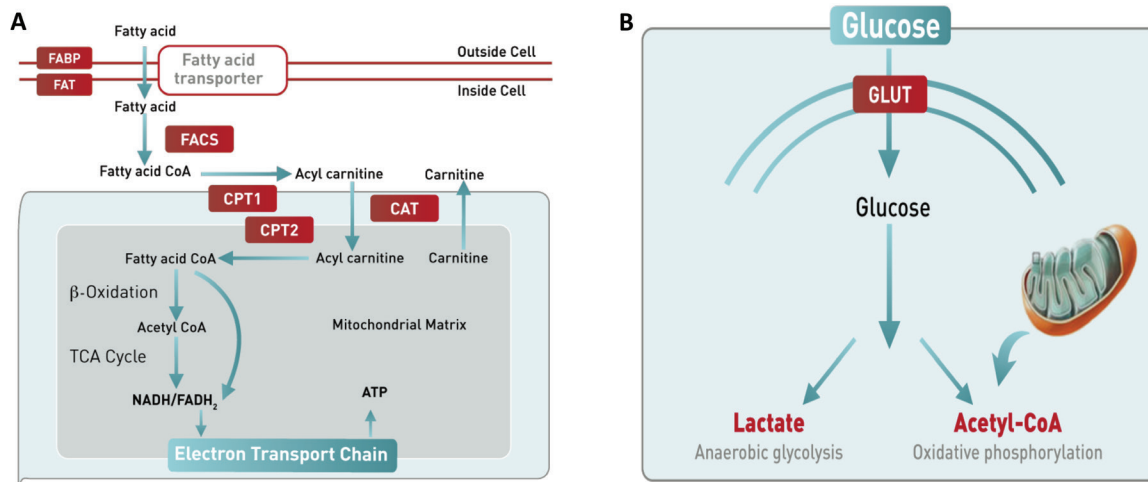 A
Fatty acid
FABP
Fatty acid
transporter
Outside Cell
FAT
Inside Cell
Fatty acid
FACS
Fatty acid CoA
Acyl carnitine
Carnitine
CPT1
CAT
CPT2
Fatty acid CoA
Acyl carnitine
Carnitine
β-Oxidation
Acetyl CoA
Mitochondrial Matrix
TCA Cycle
NADH/FADH₂
ATP
Electron Transport Chain
B
Glucose
GLUT
Glucose
Lactate
Anaerobic glycolysis
Acetyl-CoA
Oxidative phosphorylation